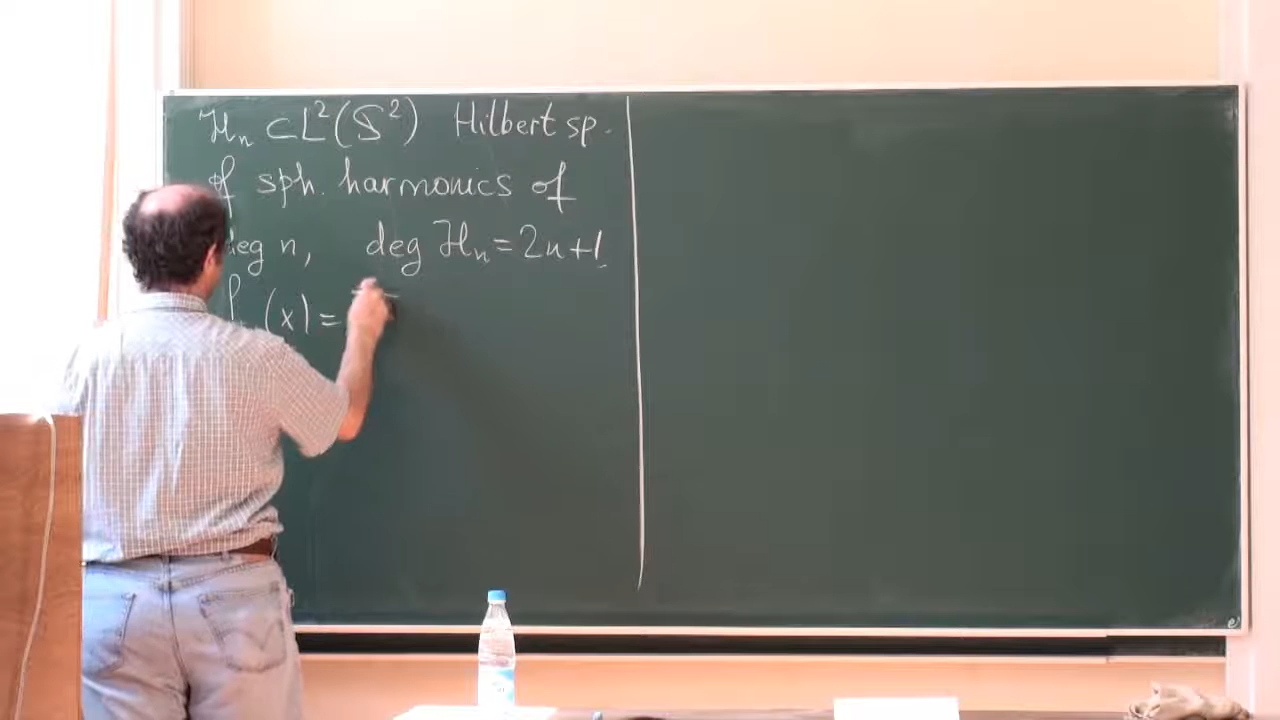 ℋₙ ⊂ L²(S²) Hilbert sp.
of sph. harmonics of
deg n, deg ℋₙ = 2n+1
(x) =